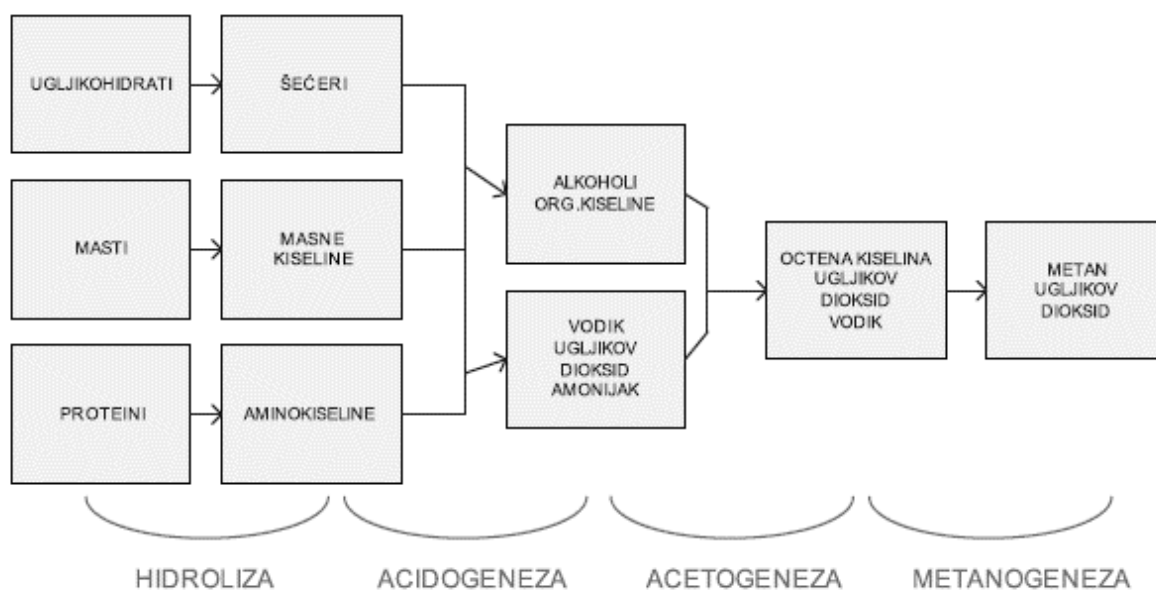 UGLJIKOHIDRATI
ŠEĆERI
MASTI
MASNE
KISELINE
PROTEINI
AMINOKISELINE
ALKOHOLI
ORG.KISELINE
VODIK
UGLJIKOV
DIOKSID
AMONIJAK
OCTENA KISELINA
UGLJIKOV
DIOKSID
VODIK
METAN
UGLJIKOV
DIOKSID
HIDROLIZA
ACIDOGENEZA
ACETOGENEZA
METANOGENEZA